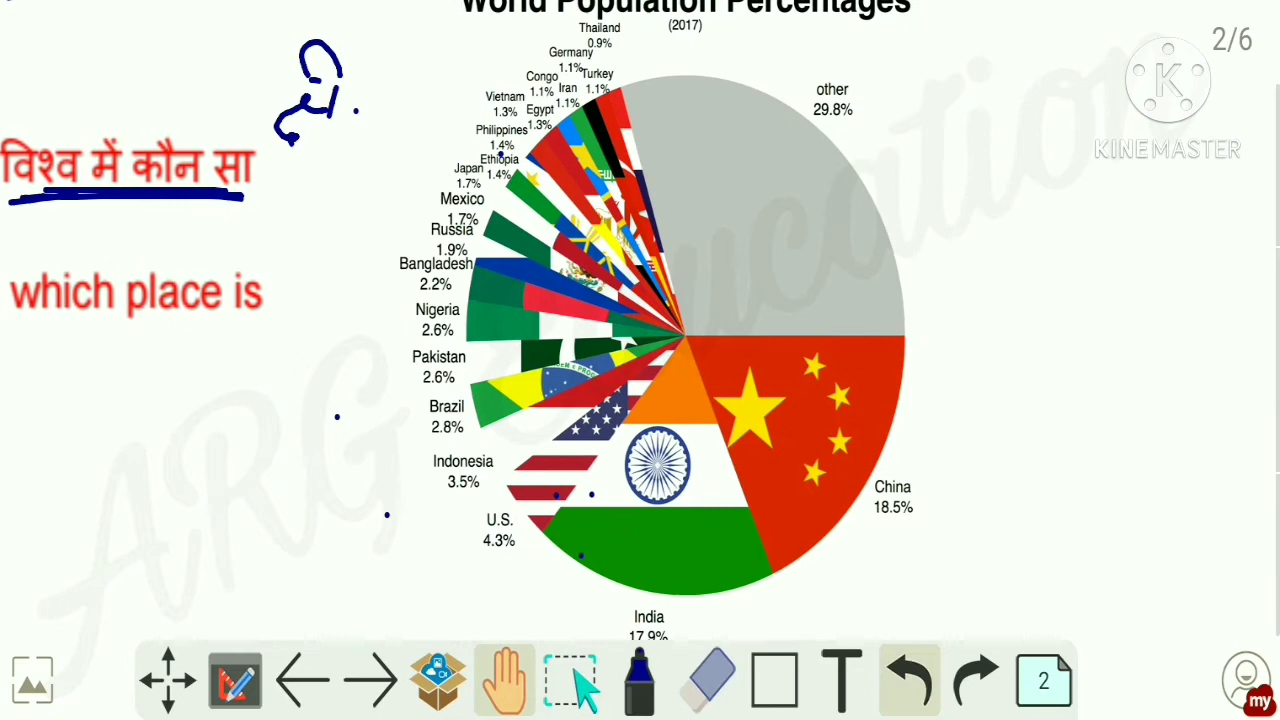 World Population Percentages
(2017)
2/6
KINEMASTER
विश्व में कौन सा
which place is
Thailand
0.9%
Germany
1.1%
Turkey
1.1%
Congo
1.1%
Iran
1.1%
Vietnam
1.3%
Egypt
1.3%
Philippines
1.4%
Ethiopia
1.4%
Japan
1.7%
Mexico
1.7%
Russia
1.9%
Bangladesh
2.2%
Nigeria
2.6%
Pakistan
2.6%
Brazil
2.8%
Indonesia
3.5%
U.S.
4.3%
India
17.9%
China
18.5%
other
29.8%
ARG Education
2
my